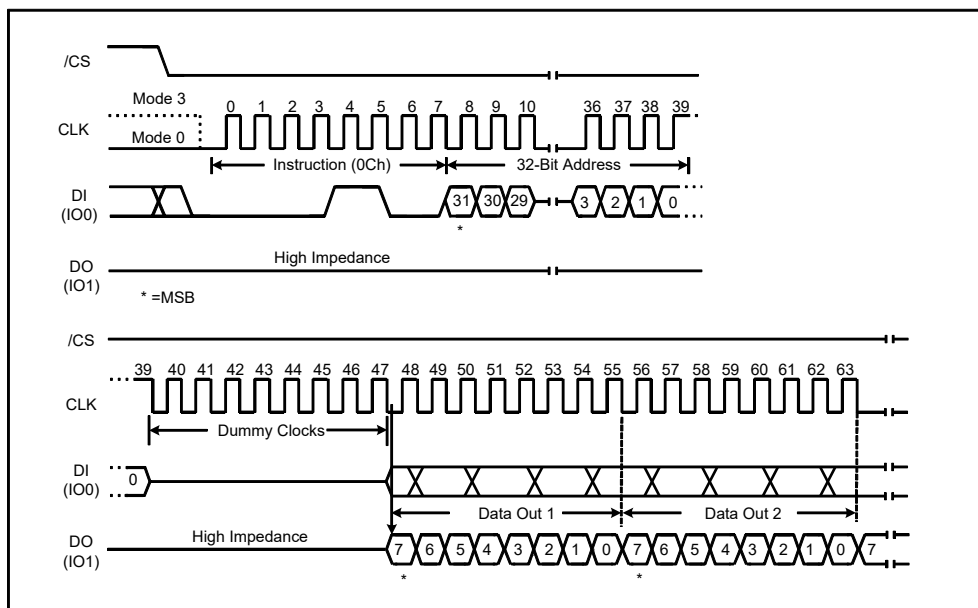 /CS
Mode 3
0 1 2 3 4 5 6 7 8 9 10 36 37 38 39
CLK
Mode 0
Instruction (0Ch) 32-Bit Address
DI
(IO0)
31 30 29 3 2 1 0
*
High Impedance
DO
(IO1)
* =MSB
/CS
39 40 41 42 43 44 45 46 47 48 49 50 51 52 53 54 55 56 57 58 59 60 61 62 63
CLK
Dummy Clocks
DI
(IO0)
0
Data Out 1 Data Out 2
High Impedance
DO
(IO1)
7 6 5 4 3 2 1 0 7 6 5 4 3 2 1 0 7
* *